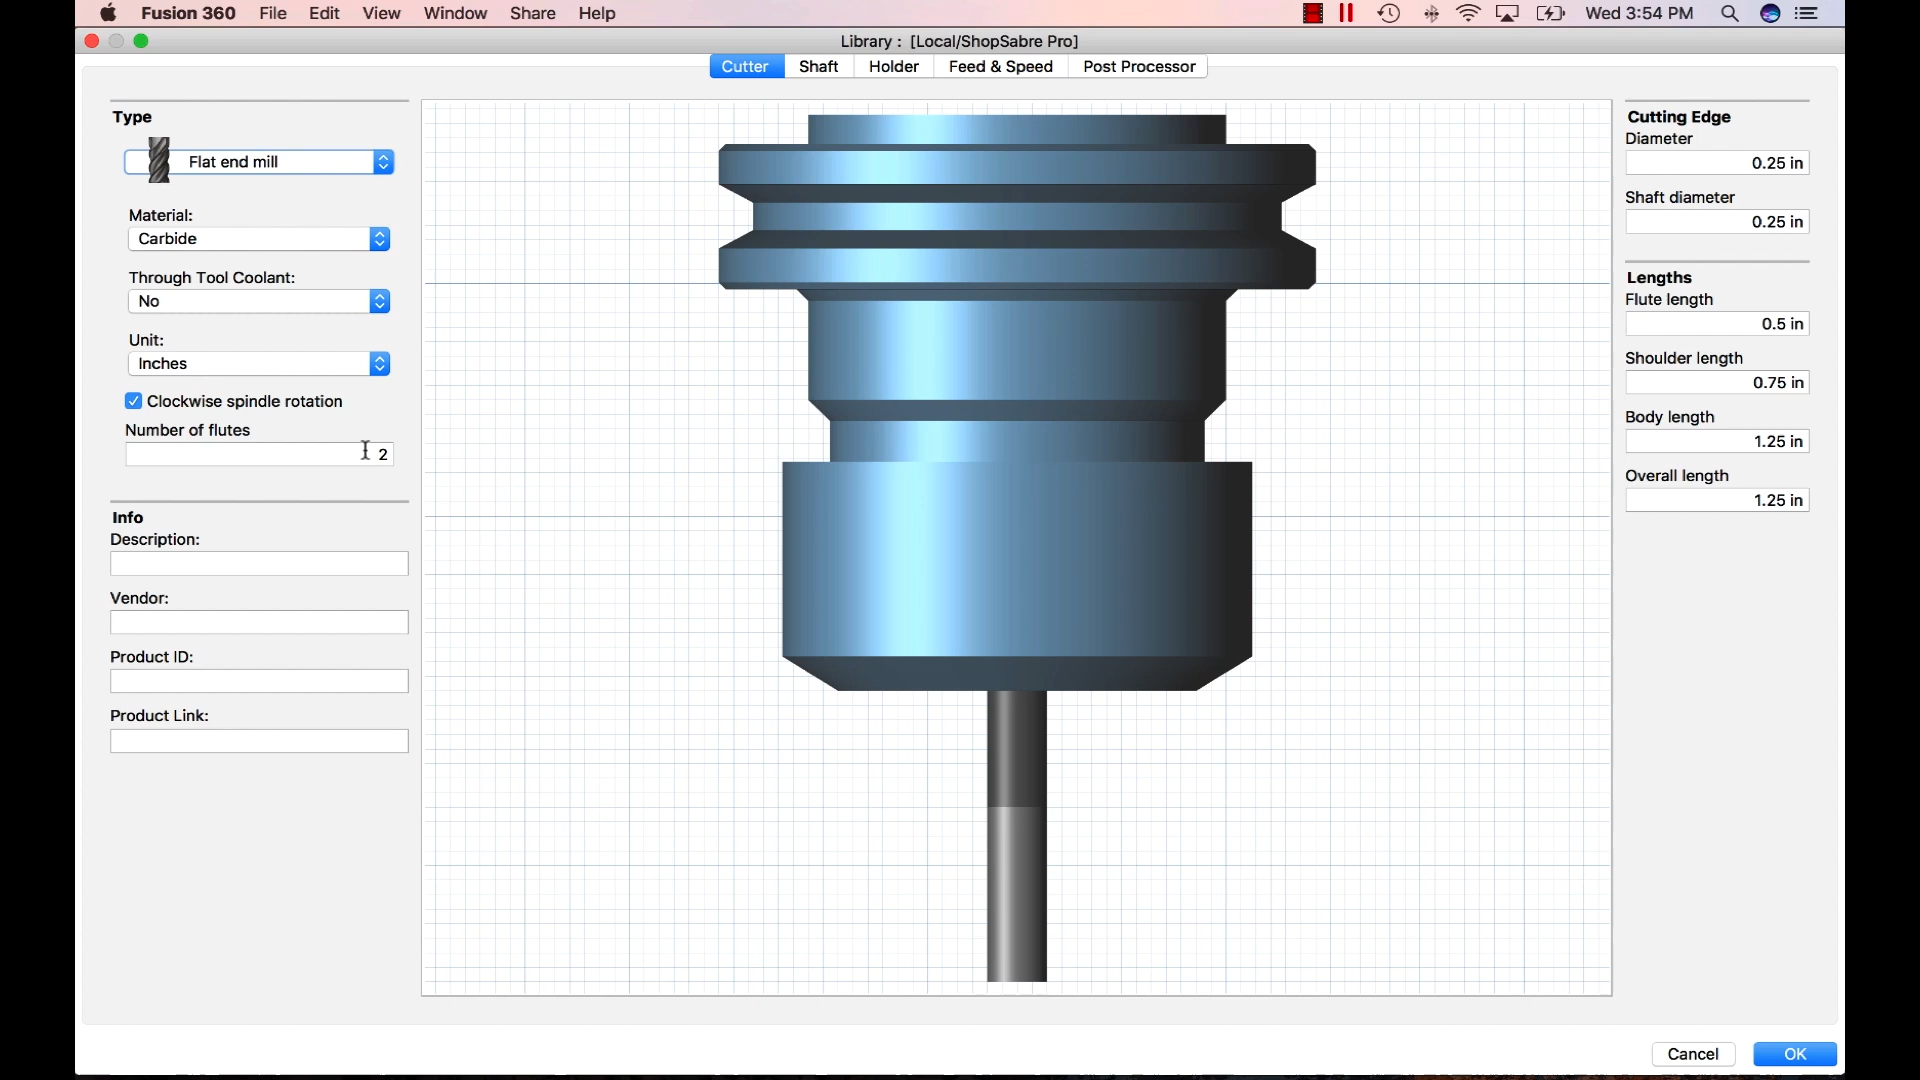 Fusion 360 File Edit View Window Share Help Wed 3:54 PM
Library : [Local/ShopSabre Pro]
Cutter Shaft Holder Feed & Speed Post Processor
Type
Flat end mill
Material:
Carbide
Through Tool Coolant:
No
Unit:
Inches
Clockwise spindle rotation
Number of flutes
2
Info
Description:
Vendor:
Product ID:
Product Link:
Cutting Edge
Diameter
0.25 in
Shaft diameter
0.25 in
Lengths
Flute length
0.5 in
Shoulder length
0.75 in
Body length
1.25 in
Overall length
1.25 in
Cancel OK